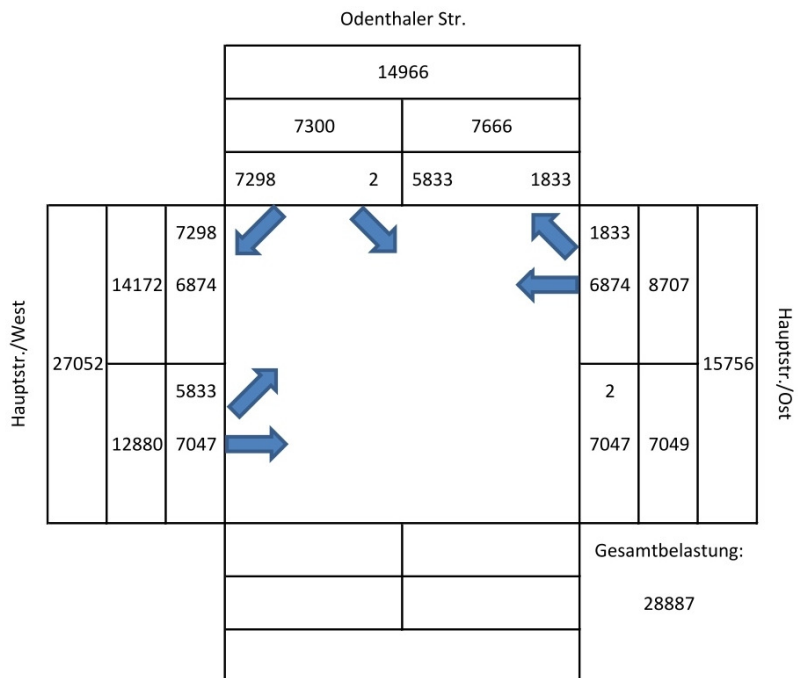 Odenthaler Str.
14966
7300 7666
7298 2 5833 1833
7298 1833
14172 6874 6874 8707
Hauptstr./West
27052 15756
Hauptstr./Ost
5833 2
12880 7047 7047 7049
Gesamtbelastung:
28887